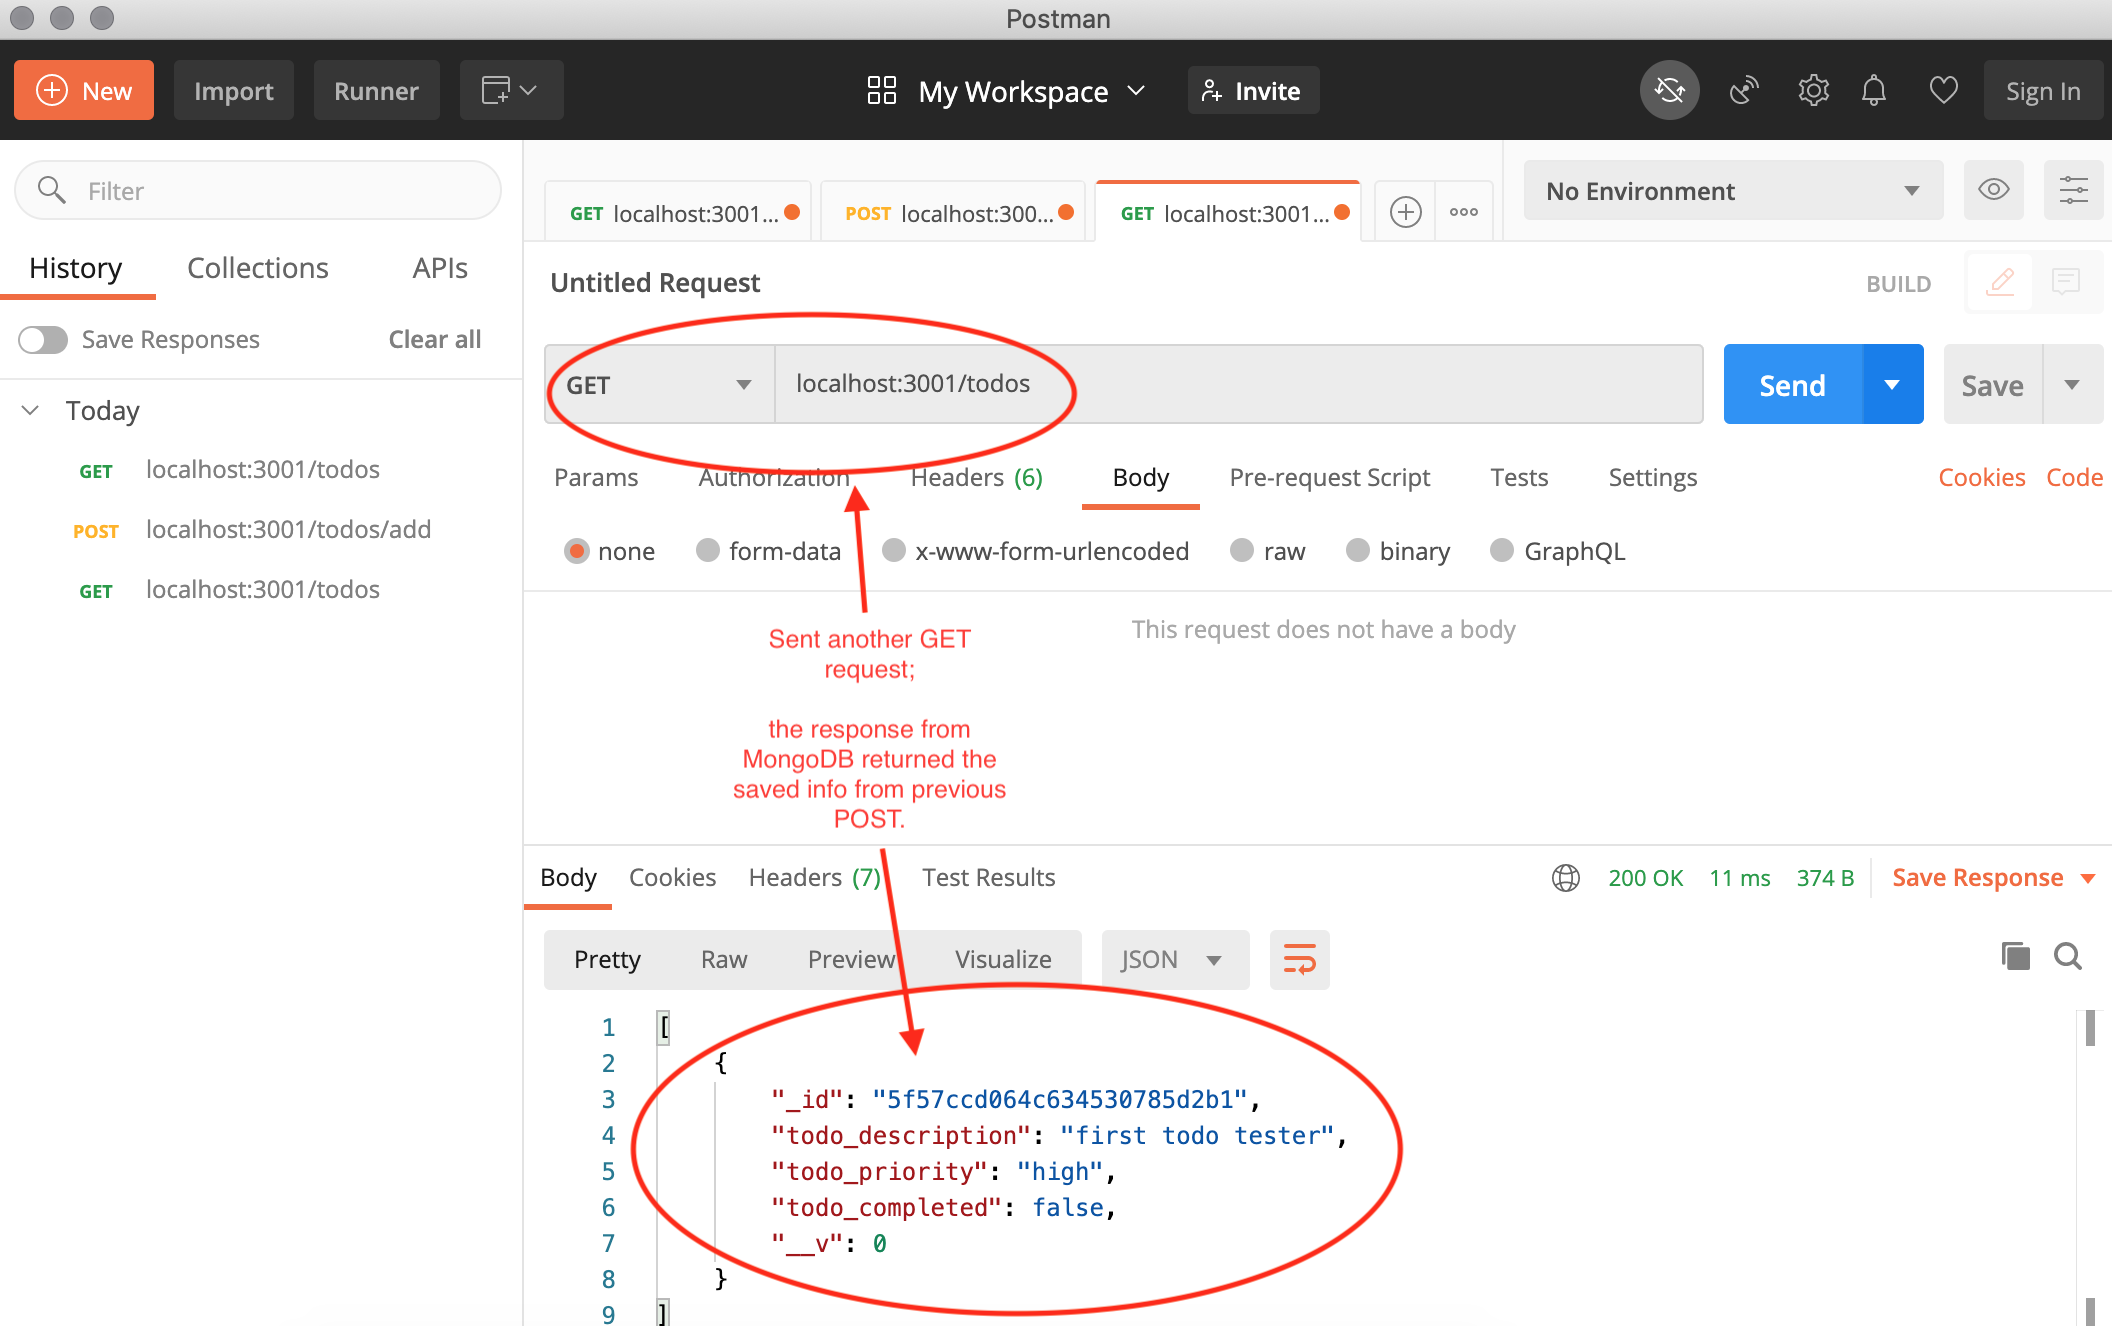 Postman
New
Import
Runner
My Workspace
Invite
Sign In
Filter
History
Collections
APIs
Save Responses
Clear all
Today
GET localhost:3001/todos
POST localhost:3001/todos/add
GET localhost:3001/todos
GET localhost:3001...
POST localhost:300...
GET localhost:3001...
No Environment
Untitled Request
BUILD
GET
localhost:3001/todos
Send
Save
Params
Authorization
Headers (6)
Body
Pre-request Script
Tests
Settings
Cookies
Code
none
form-data
x-www-form-urlencoded
raw
binary
GraphQL
This request does not have a body
Sent another GET
request;
the response from
MongoDB returned the
saved info from previous
POST.
Body
Cookies
Headers (7)
Test Results
200 OK
11 ms
374 B
Save Response
Pretty
Raw
Preview
Visualize
JSON
1 [
2 {
3 "_id": "5f57ccd064c634530785d2b1",
4 "todo_description": "first todo tester",
5 "todo_priority": "high",
6 "todo_completed": false,
7 "__v": 0
8 }
9 ]